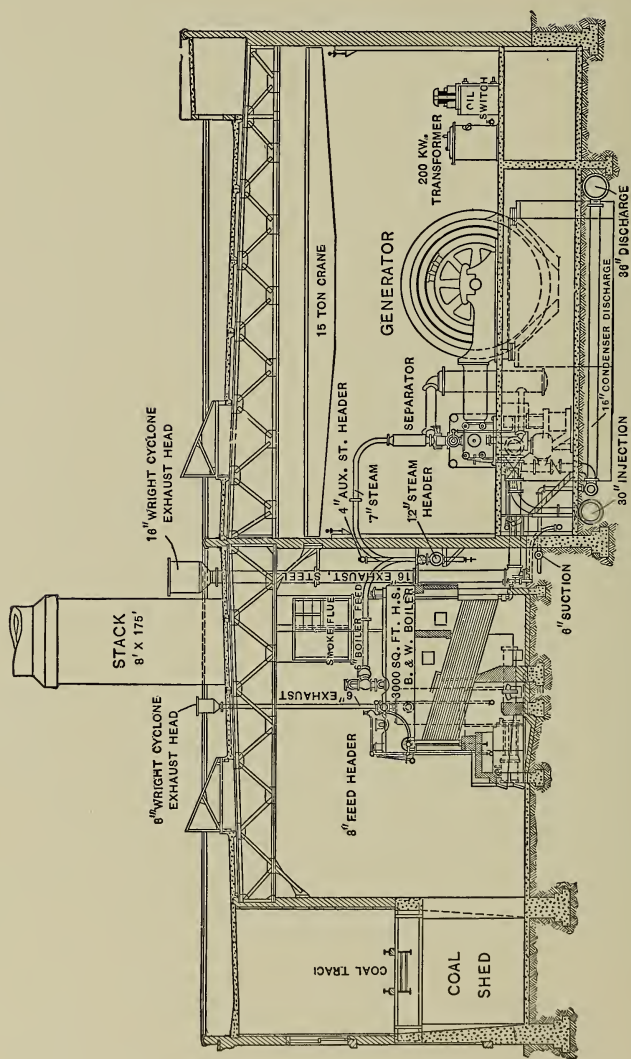 STACK
8' X 175'
16" WRIGHT CYCLONE
EXHAUST HEAD
8" WRIGHT CYCLONE
EXHAUST HEAD
15 TON CRANE
4" AUX. ST. HEADER
7" STEAM
SEPARATOR
GENERATOR
200 KW.
TRANSFORMER
OIL
SWITCH
12" STEAM
HEADER
16 EXHAUST, STEEL
SMOKE FLUE
BOILER FEED
6" EXHAUST
8" FEED HEADER
3000 SQ. FT. H.S.
B. & W. BOILER
COAL TRACI
COAL
SHED
6" SUCTION
30" INJECTION
16" CONDENSER DISCHARGE
36" DISCHARGE